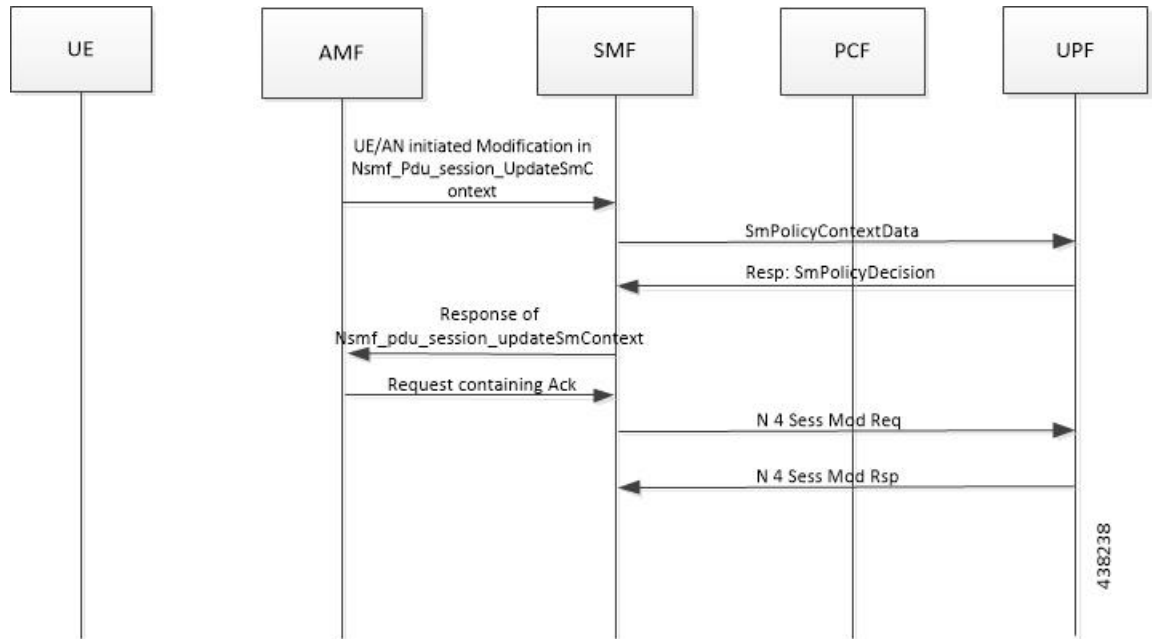 UE
AMF
SMF
PCF
UPF
UE/AN initiated Modification in
Nsmf_Pdu_session_UpdateSmC
ontext
SmPolicyContextData
Resp: SmPolicyDecision
Response of
Nsmf_pdu_session_updateSmContext
Request containing Ack
N 4 Sess Mod Req
N 4 Sess Mod Rsp
438238